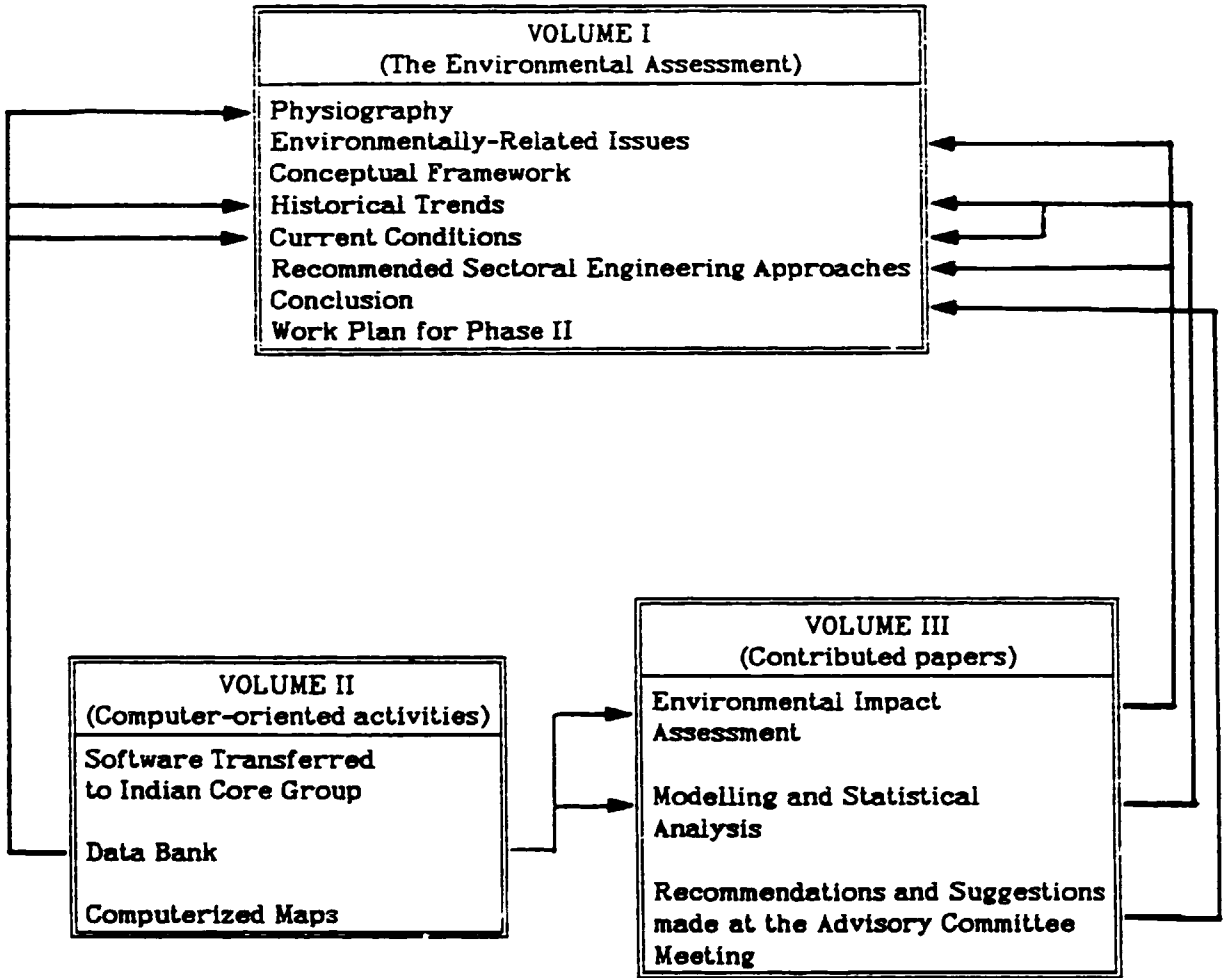 VOLUME I
(The Environmental Assessment)
Physiography
Environmentally-Related Issues
Conceptual Framework
Historical Trends
Current Conditions
Recommended Sectoral Engineering Approaches
Conclusion
Work Plan for Phase II
VOLUME II
(Computer-oriented activities)
Software Transferred
to Indian Core Group
Data Bank
Computerized Maps
VOLUME III
(Contributed papers)
Environmental Impact
Assessment
Modelling and Statistical
Analysis
Recommendations and Suggestions
made at the Advisory Committee
Meeting